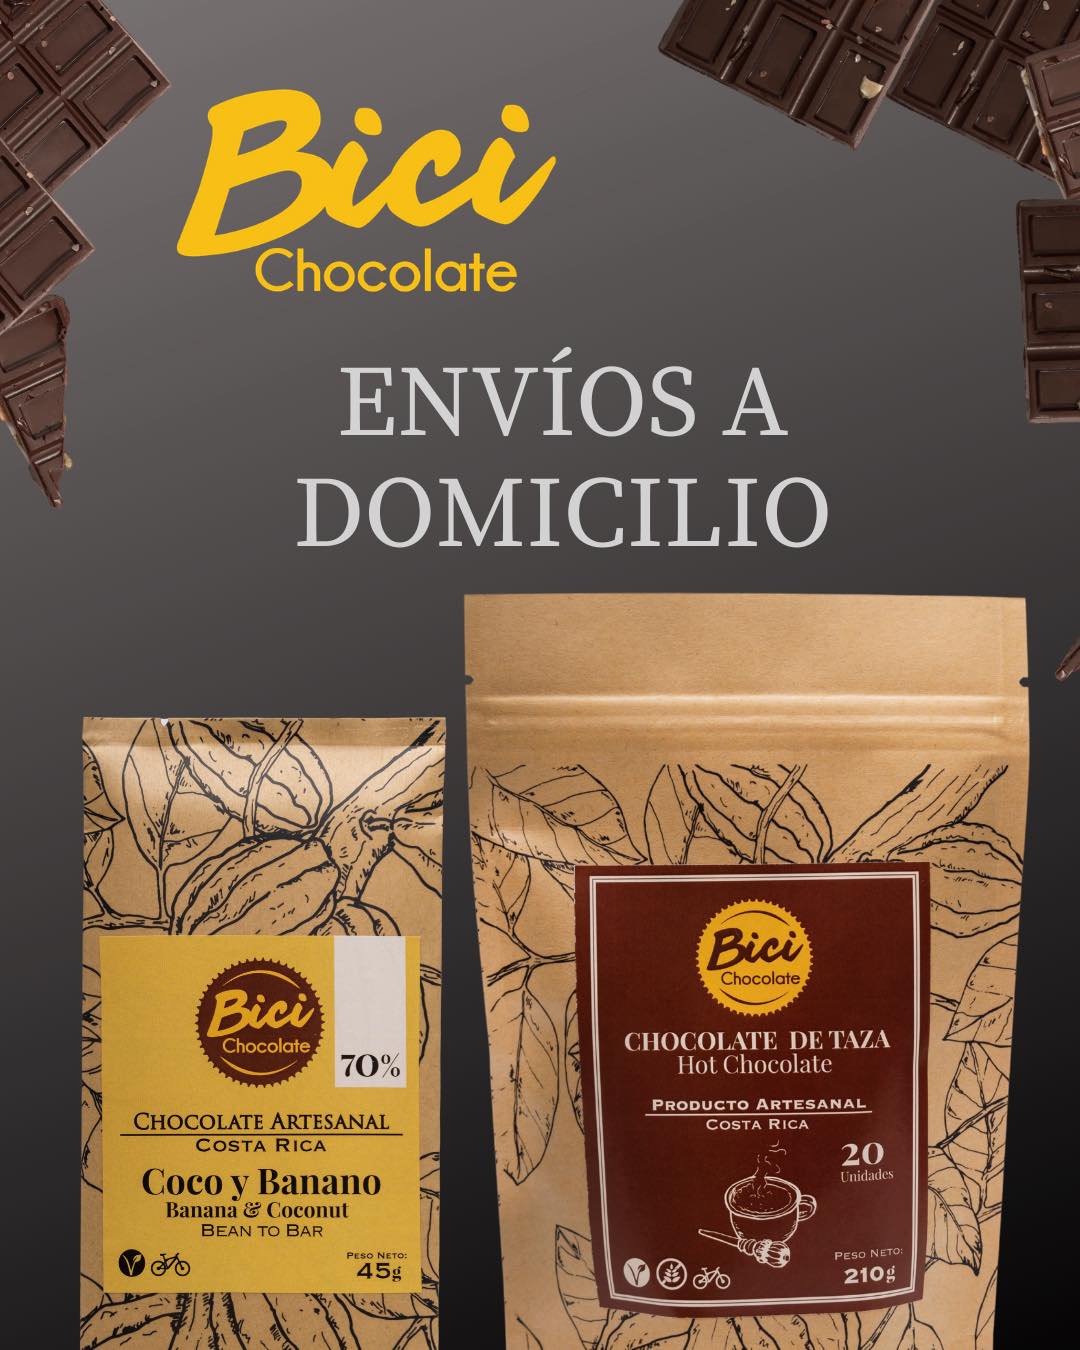 Bici
Chocolate
ENVÍOS A
DOMICILIO
Bici
Chocolate
70%
CHOCOLATE ARTESANAL
COSTA RICA
Coco y Banano
Banana & Coconut
BEAN TO BAR
PESO NETO:
45g
Bici
Chocolate
CHOCOLATE DE TAZA
Hot Chocolate
PRODUCTO ARTESANAL
COSTA RICA
20
Unidades
PESO NETO:
210g